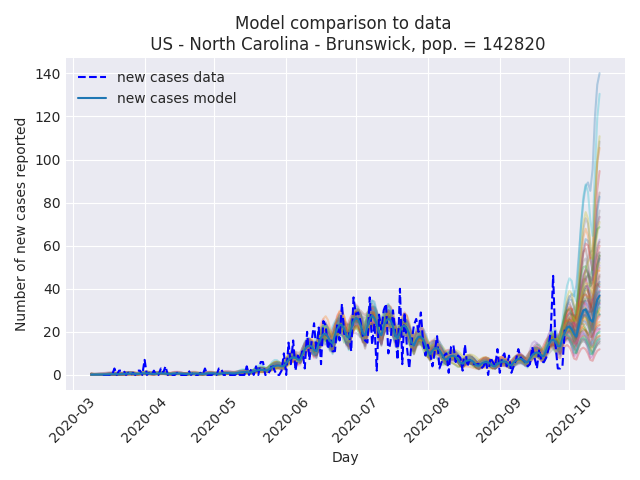 Model comparison to data
US - North Carolina - Brunswick, pop. = 142820
new cases data
new cases model
Number of new cases reported
140
120
100
80
60
40
20
0
2020-03
2020-04
2020-05
2020-06
2020-07
2020-08
2020-09
2020-10
Day